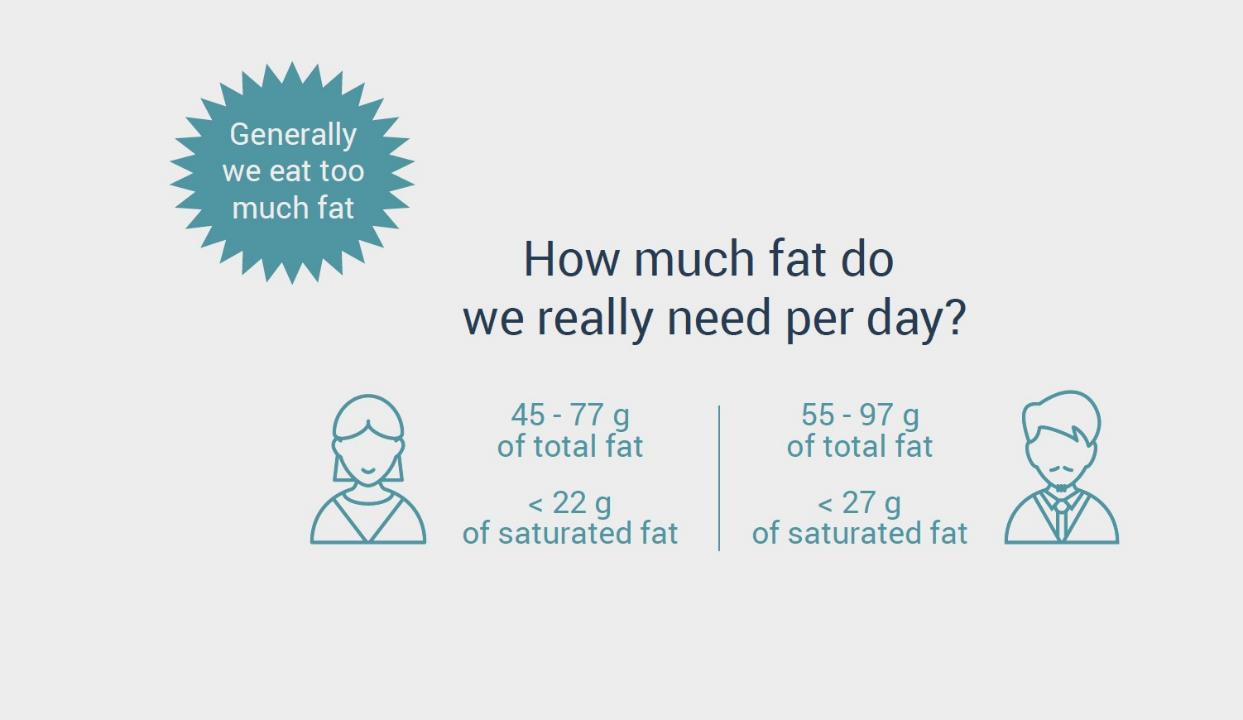 Generally
we eat too
much fat
How much fat do
we really need per day?
45 - 77 g
of total fat
< 22 g
of saturated fat
55 - 97 g
of total fat
< 27 g
of saturated fat